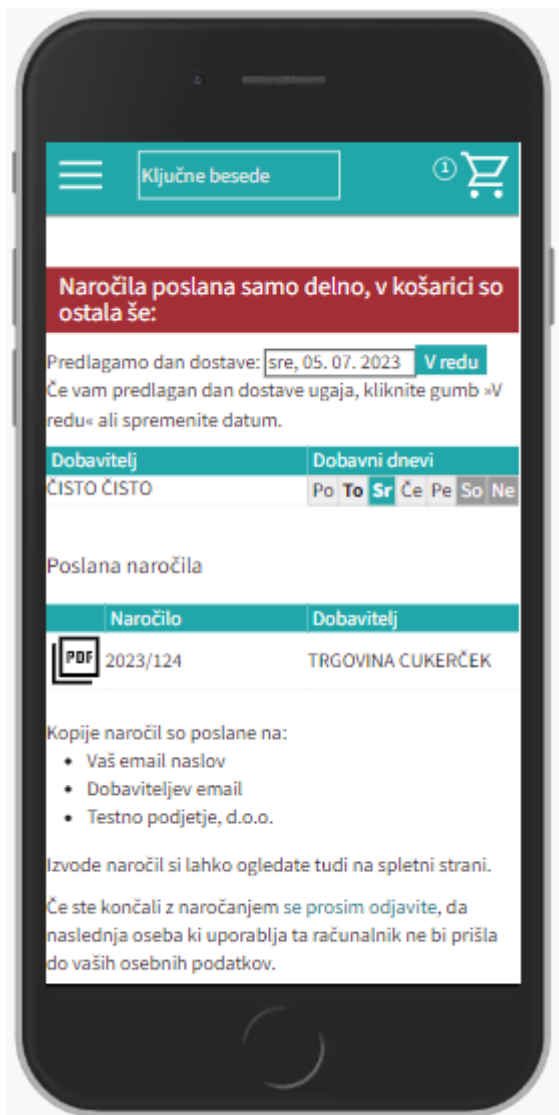 Ključne besede
1
Naročila poslana samo delno, v košarici so
ostala še:
Predlagamo dan dostave: sre, 05. 07. 2023 V redu
Če vam predlagan dan dostave ugaja, kliknite gumb »V
redu« ali spremenite datum.
Dobavitelj Dobavni dnevi
ČISTO ČISTO Po To Sr Če Pe So Ne
Poslana naročila
Naročilo Dobavitelj
PDF 2023/124 TRGOVINA CUKERČEK
Kopije naročil so poslane na:
• Vaš email naslov
• Dobaviteljev email
• Testno podjetje, d.o.o.
Izvode naročil si lahko ogledate tudi na spletni strani.
Če ste končali z naročanjem se prosim odjavite, da
naslednja oseba ki uporablja ta računalnik ne bi prišla
do vaših osebnih podatkov.